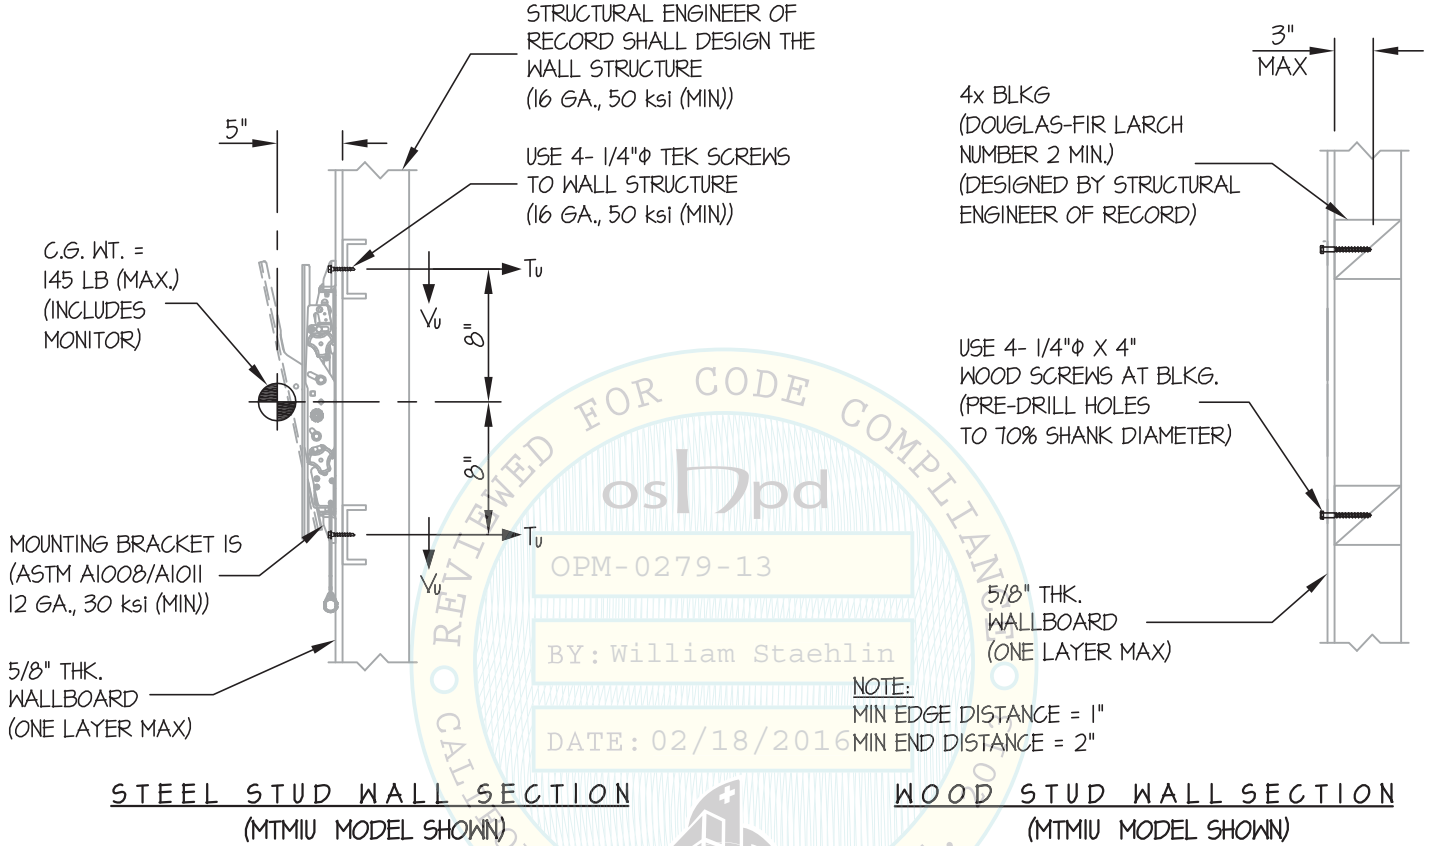 STRUCTURAL ENGINEER OF
RECORD SHALL DESIGN THE
WALL STRUCTURE
(16 GA., 50 ksi (MIN))
5"
USE 4- 1/4"Φ TEK SCREWS
TO WALL STRUCTURE
(16 GA., 50 ksi (MIN))
C.G. WT. =
145 LB (MAX.)
(INCLUDES
MONITOR)
Tu
Vu
8"
8"
Tu
Vu
MOUNTING BRACKET IS
(ASTM A1008/A1011
12 GA., 30 ksi (MIN))
5/8" THK.
WALLBOARD
(ONE LAYER MAX)
STEEL STUD WALL SECTION
(MTMIU MODEL SHOWN)
3"
MAX
4x BLKG
(DOUGLAS-FIR LARCH
NUMBER 2 MIN.)
(DESIGNED BY STRUCTURAL
ENGINEER OF RECORD)
USE 4- 1/4"Φ X 4"
WOOD SCREWS AT BLKG.
(PRE-DRILL HOLES
TO 70% SHANK DIAMETER)
5/8" THK.
WALLBOARD
(ONE LAYER MAX)
NOTE:
MIN EDGE DISTANCE = 1"
MIN END DISTANCE = 2"
WOOD STUD WALL SECTION
(MTMIU MODEL SHOWN)
REVIEWED FOR CODE COMPLIANCE
oshpd
OPM-0279-13
BY: William Staehlin
DATE: 02/18/2016